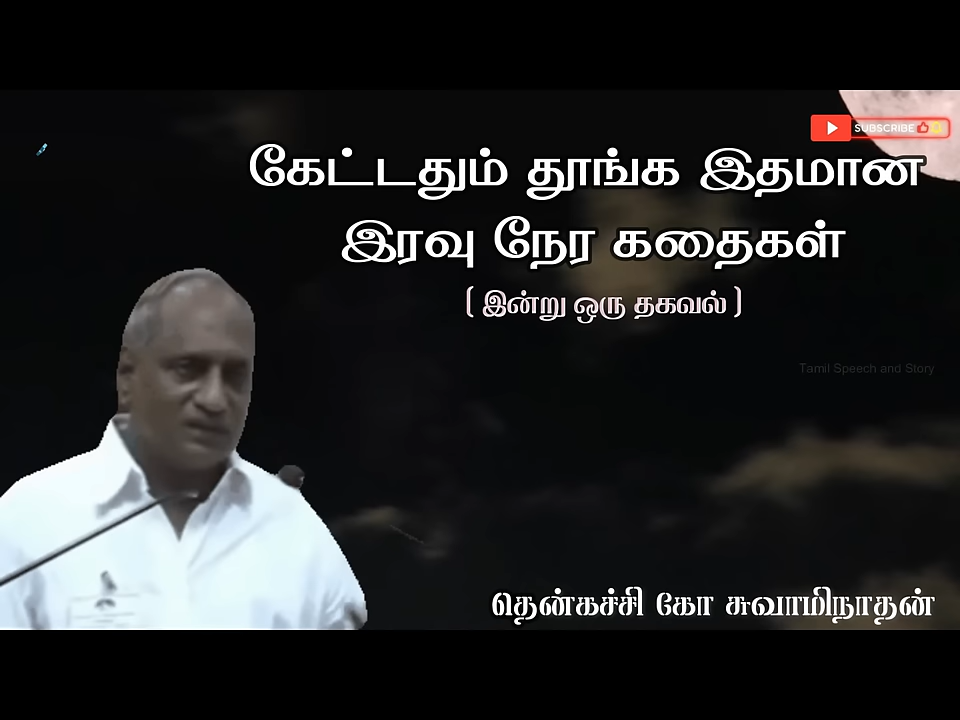 SUBSCRIBE
கேட்டதும் தூங்க இதமான
இரவு நேர கதைகள்
( இன்று ஒரு தகவல் )
Tamil Speech and Story
தென்கச்சி கோ சுவாமிநாதன்